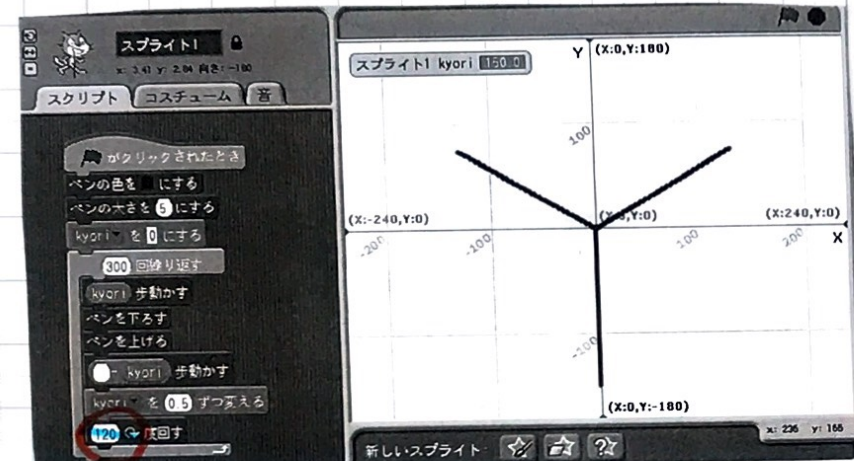 スプライト1
x: 3.41 y: 2.84 向き: -180
スクリプト
コスチューム
音
がクリックされたとき
ペンの色を にする
ペンの太さを 5 にする
kyori を 0 にする
300 回繰り返す
kyori 歩動かす
ペンを下ろす
ペンを上げる
- kyori 歩動かす
kyori を 0.5 ずつ変える
120 度回す
スプライト1 kyori 150.0
Y (X:0,Y:180)
100
(X:-240,Y:0)
(X:0,Y:0)
(X:240,Y:0)
X
-200
-100
100
200
-100
(X:0,Y:-180)
新しいスプライト
x: 236 y: 166